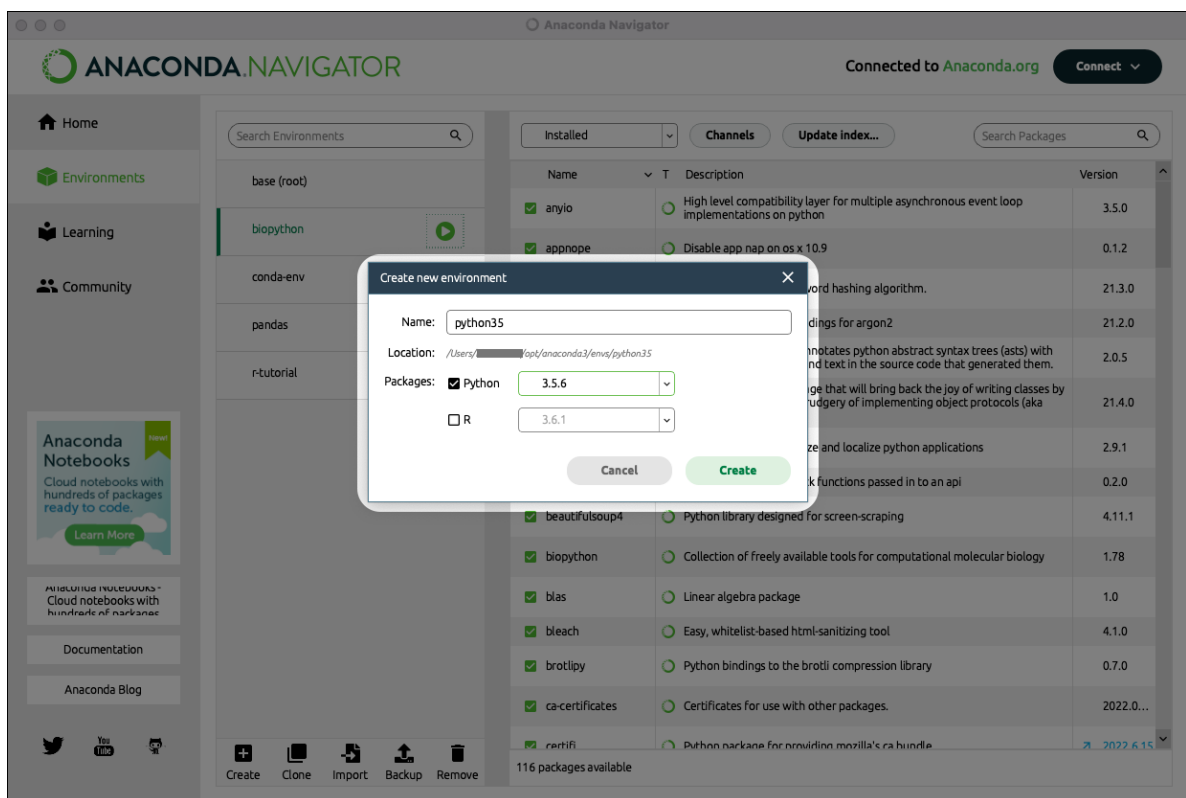 Anaconda Navigator
ANACONDA.NAVIGATOR
Connected to Anaconda.org
Connect
Home
Environments
Learning
Community
Anaconda Notebooks
New!
Cloud notebooks with hundreds of packages ready to code.
Learn More
Anaconda Notebooks -
Cloud notebooks with
hundreds of packages
Documentation
Anaconda Blog
You Tube
Search Environments
base (root)
biopython
conda-env
pandas
r-tutorial
Create
Clone
Import
Backup
Remove
Installed
Channels
Update index...
Search Packages
Name T Description Version
anyio High level compatibility layer for multiple asynchronous event loop implementations on python 3.5.0
appnope Disable app nap on os x 10.9 0.1.2
hashing algorithm. 21.3.0
for argon2 21.2.0
python abstract syntax trees (asts) with
text in the source code that generated them. 2.0.5
that will bring back the joy of writing classes by
of implementing object protocols (aka 21.4.0
and localize python applications 2.9.1
functions passed in to an api 0.2.0
beautifulsoup4 Python library designed for screen-scraping 4.11.1
biopython Collection of freely available tools for computational molecular biology 1.78
blas Linear algebra package 1.0
bleach Easy, whitelist-based html-sanitizing tool 4.1.0
brotlipy Python bindings to the brotli compression library 0.7.0
ca-certificates Certificates for use with other packages. 2022.0...
certifi Python package for providing mozilla's ca bundle 2022.6.15
116 packages available
Create new environment
Name: python35
Location: /Users/ /opt/anaconda3/envs/python35
Packages: Python 3.5.6
R 3.6.1
Cancel
Create